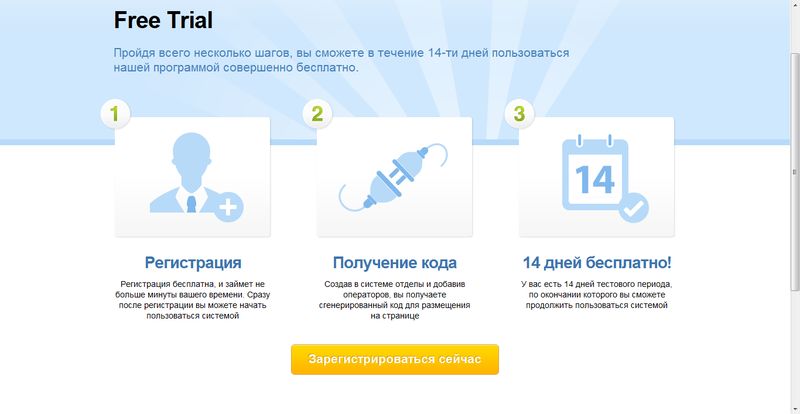 Free Trial
Пройдя всего несколько шагов, вы сможете в течение 14-ти дней пользоваться
нашей программой совершенно бесплатно.
1
2
3
14
Регистрация
Регистрация бесплатна, и займет не
больше минуты вашего времени. Сразу
после регистрации вы можете начать
пользоваться системой
Получение кода
Создав в системе отделы и добавив
операторов, вы получаете
сгенерированный код для размещения
на странице
14 дней бесплатно!
У вас есть 14 дней тестового периода,
по окончании которого вы сможете
продолжить пользоваться системой
Зарегистрироваться сейчас